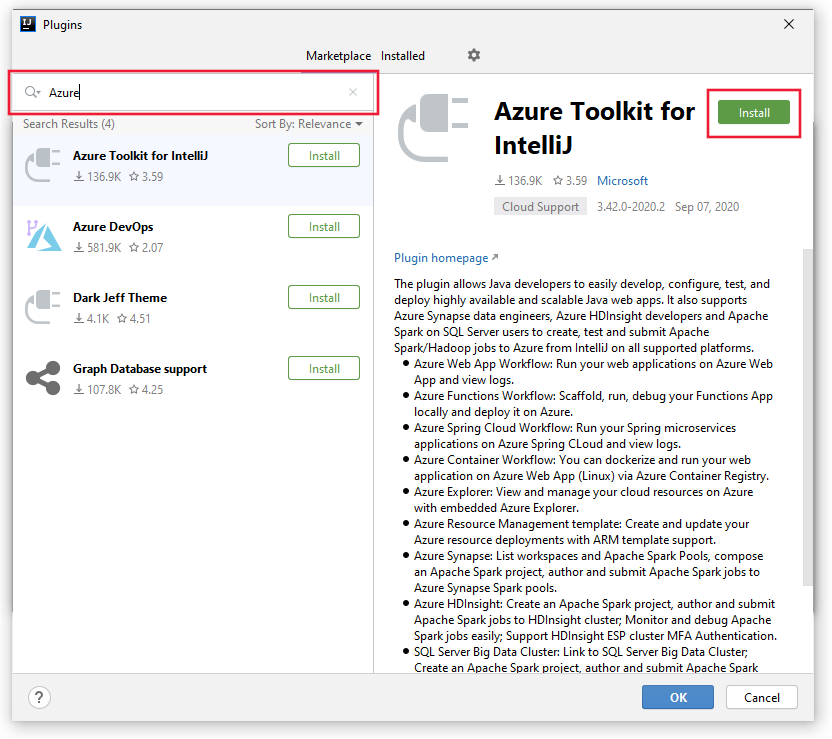 IJ Plugins
Marketplace Installed
Azure
Search Results (4) Sort By: Relevance
Azure Toolkit for IntelliJ Install
136.9K 3.59
Azure DevOps Install
581.9K 2.07
Dark Jeff Theme Install
4.1K 4.51
Graph Database support Install
107.8K 4.25
Azure Toolkit for
IntelliJ
Install
136.9K 3.59 Microsoft
Cloud Support 3.42.0-2020.2 Sep 07, 2020
Plugin homepage
The plugin allows Java developers to easily develop, configure, test, and
deploy highly available and scalable Java web apps. It also supports
Azure Synapse data engineers, Azure HDInsight developers and Apache
Spark on SQL Server users to create, test and submit Apache
Spark/Hadoop jobs to Azure from IntelliJ on all supported platforms.
● Azure Web App Workflow: Run your web applications on Azure Web
App and view logs.
● Azure Functions Workflow: Scaffold, run, debug your Functions App
locally and deploy it on Azure.
● Azure Spring Cloud Workflow: Run your Spring microservices
applications on Azure Spring CLoud and view logs.
● Azure Container Workflow: You can dockerize and run your web
application on Azure Web App (Linux) via Azure Container Registry.
● Azure Explorer: View and manage your cloud resources on Azure
with embedded Azure Explorer.
● Azure Resource Management template: Create and update your
Azure resource deployments with ARM template support.
● Azure Synapse: List workspaces and Apache Spark Pools, compose
an Apache Spark project, author and submit Apache Spark jobs to
Azure Synapse Spark pools.
● Azure HDInsight: Create an Apache Spark project, author and submit
Apache Spark jobs to HDInsight cluster; Monitor and debug Apache
Spark jobs easily; Support HDInsight ESP cluster MFA Authentication.
● SQL Server Big Data Cluster: Link to SQL Server Big Data Cluster;
Create an Apache Spark project, author and submit Apache Spark
? OK Cancel